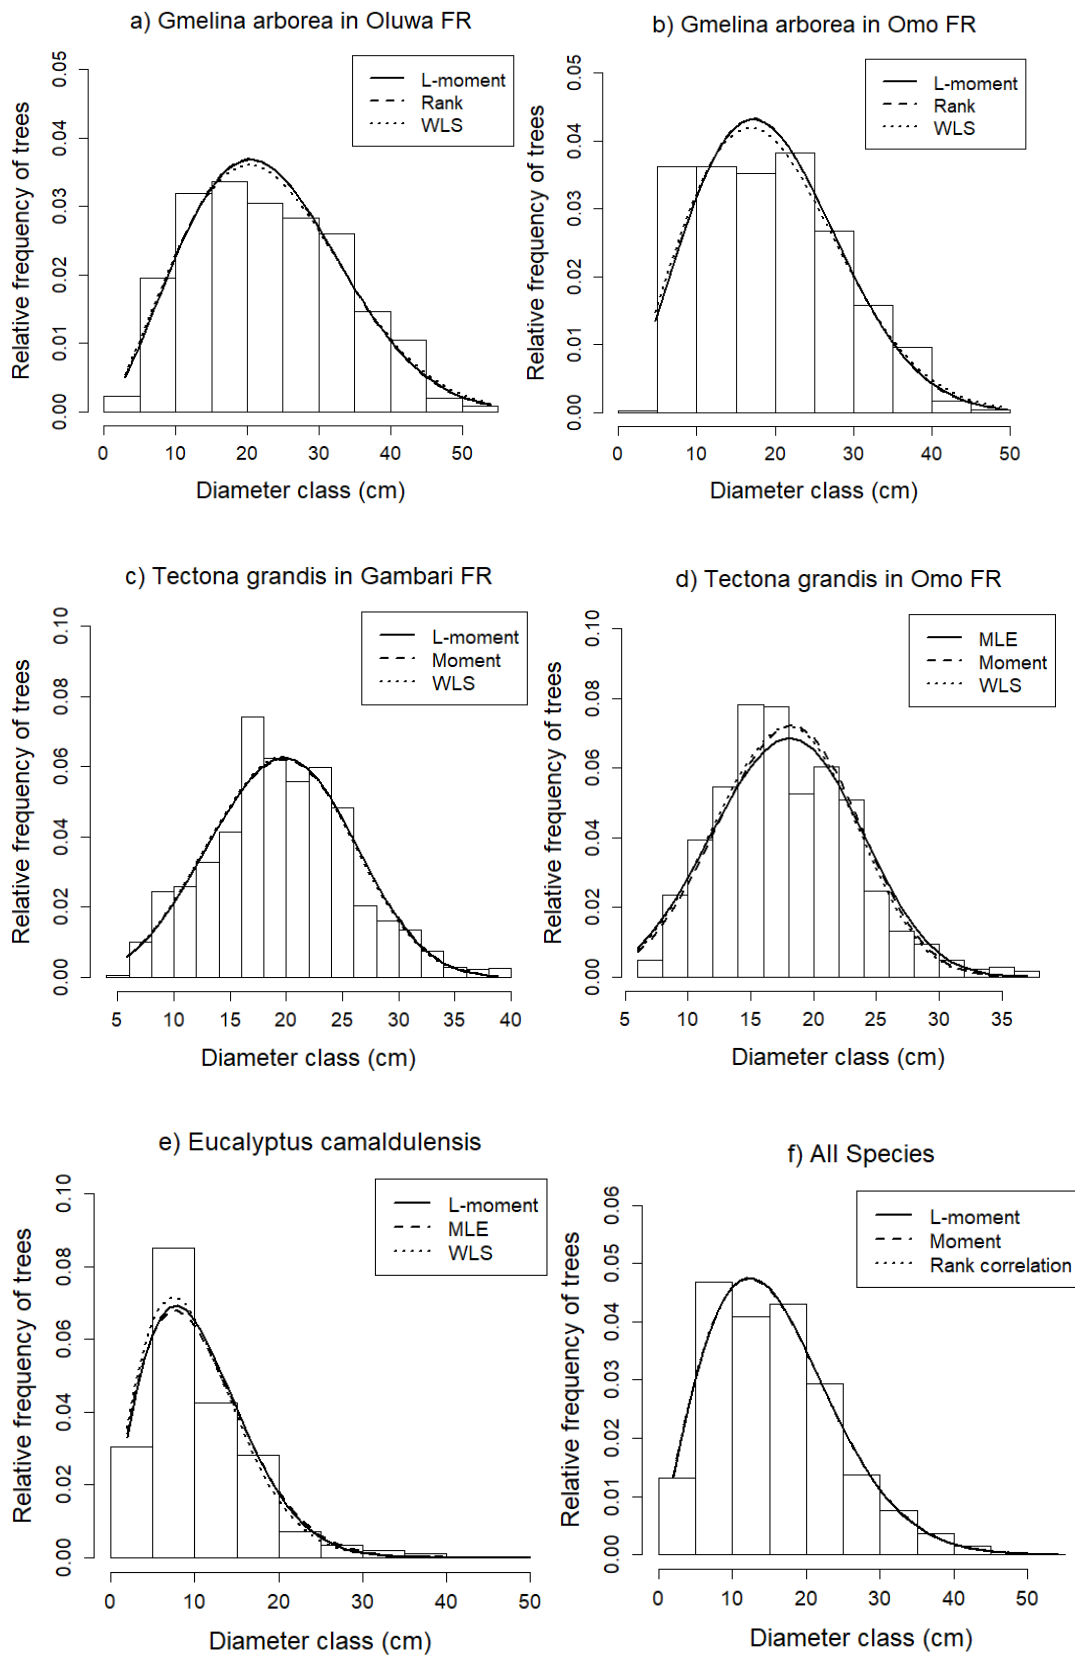 a) Gmelina arborea in Oluwa FR
L-moment
Rank
WLS
Relative frequency of trees
0.00 0.01 0.02 0.03 0.04 0.05
0 10 20 30 40 50
Diameter class (cm)
b) Gmelina arborea in Omo FR
L-moment
Rank
WLS
Relative frequency of trees
0.00 0.01 0.02 0.03 0.04 0.05
0 10 20 30 40 50
Diameter class (cm)
c) Tectona grandis in Gambari FR
L-moment
Moment
WLS
Relative frequency of trees
0.00 0.02 0.04 0.06 0.08 0.10
5 10 15 20 25 30 35 40
Diameter class (cm)
d) Tectona grandis in Omo FR
MLE
Moment
WLS
Relative frequency of trees
0.00 0.02 0.04 0.06 0.08 0.10
5 10 15 20 25 30 35
Diameter class (cm)
e) Eucalyptus camaldulensis
L-moment
MLE
WLS
Relative frequency of trees
0.00 0.02 0.04 0.06 0.08 0.10
0 10 20 30 40 50
Diameter class (cm)
f) All Species
L-moment
Moment
Rank correlation
Relative frequency of trees
0.00 0.01 0.02 0.03 0.04 0.05 0.06
0 10 20 30 40 50
Diameter class (cm)